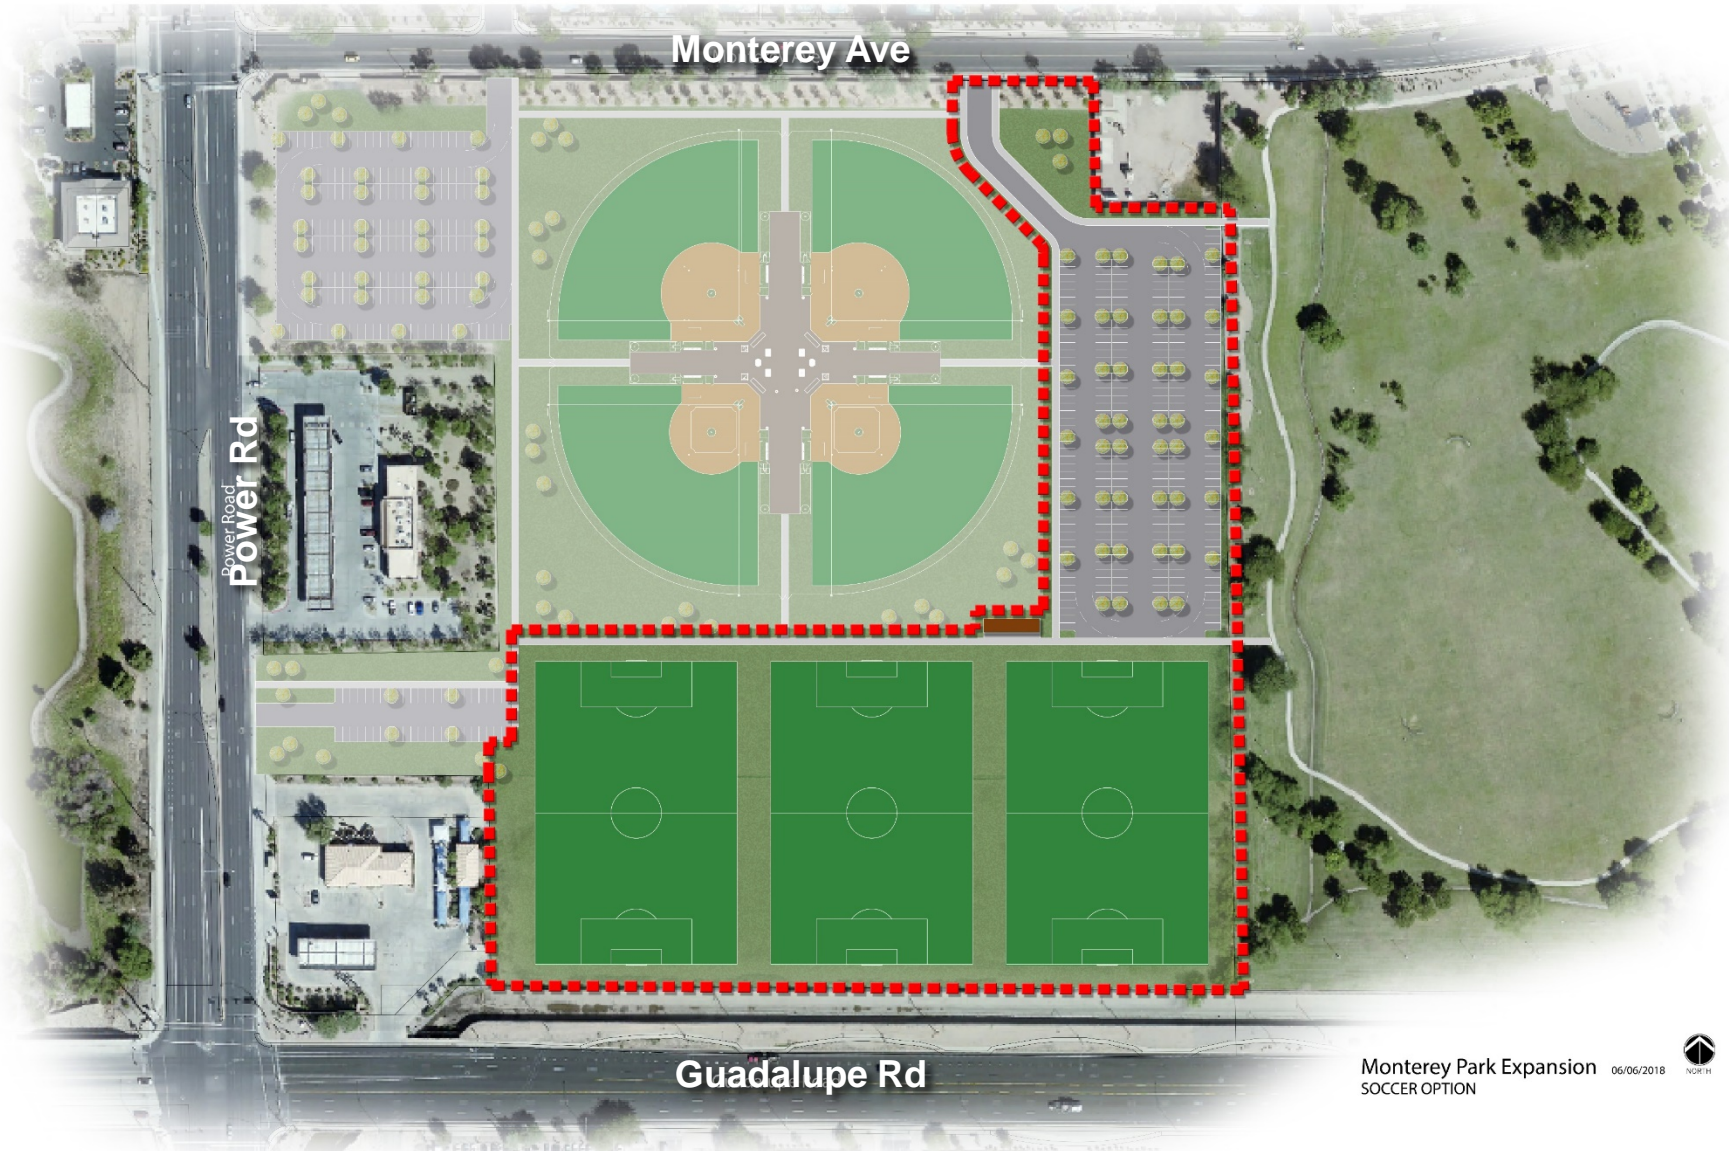 Monterey Ave
Power Road
Power Rd
Guadalupe Rd
Monterey Park Expansion 06/06/2018
SOCCER OPTION
NORTH